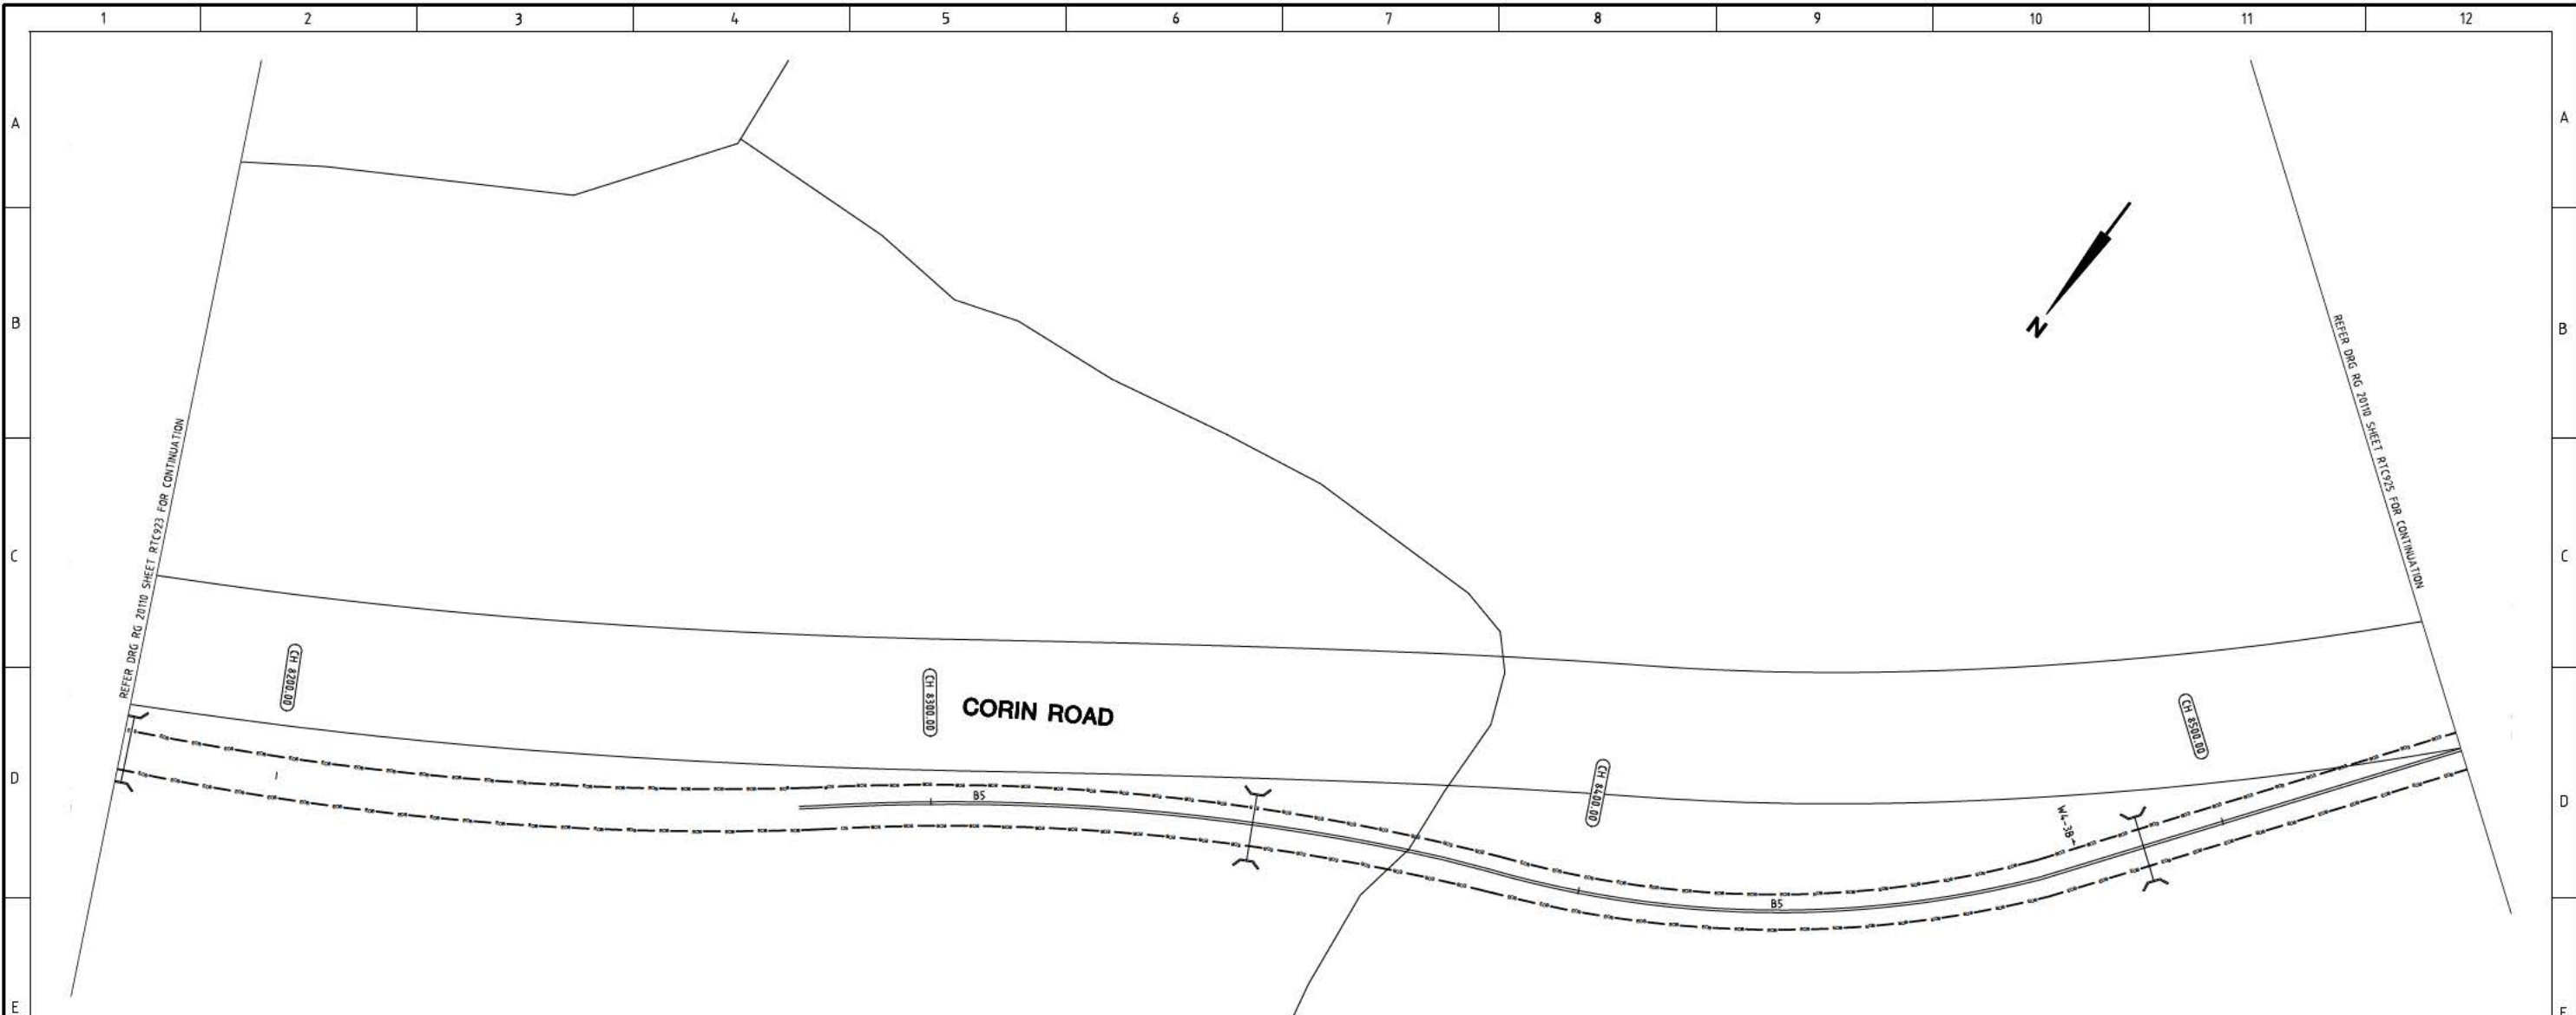 1 2 3 4 5 6 7 8 9 10 11 12
A A
B B
N
REFER DRG RG 20110 SHEET RTC923 FOR CONTINUATION
REFER DRG RG 20110 SHEET RTC925 FOR CONTINUATION
C C
CH 8200.00
CH 8300.00
CORIN ROAD
CH 8400.00
CH 8500.00
D D
B5
W4-3B
B5
E E